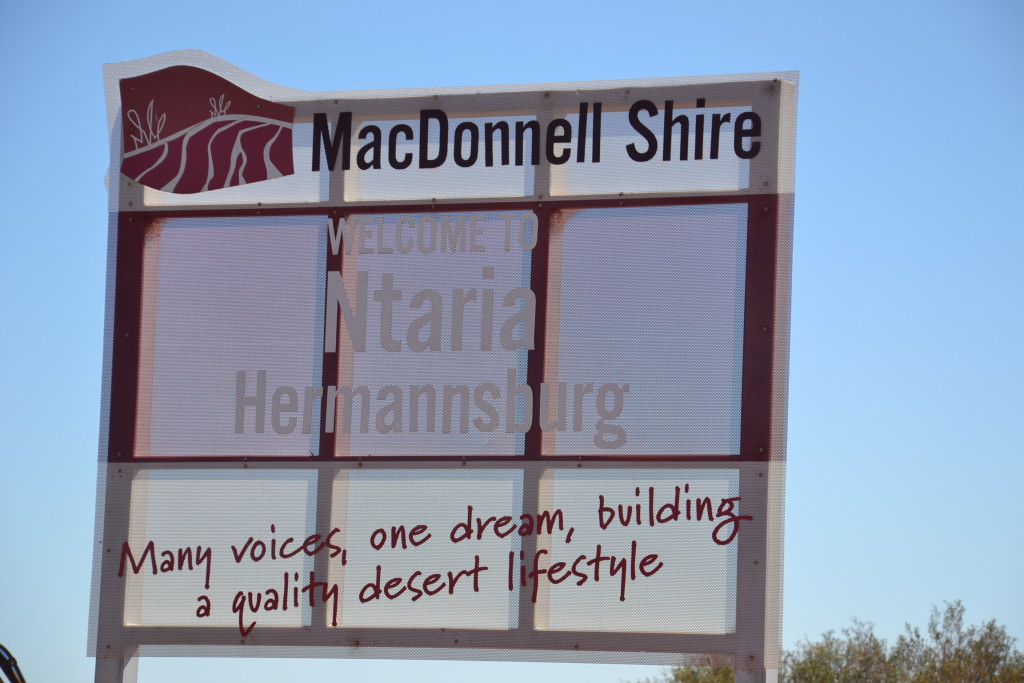 MacDonnell Shire
WELCOME TO
Ntaria
Hermannsburg
Many voices, one dream, building
a quality desert lifestyle